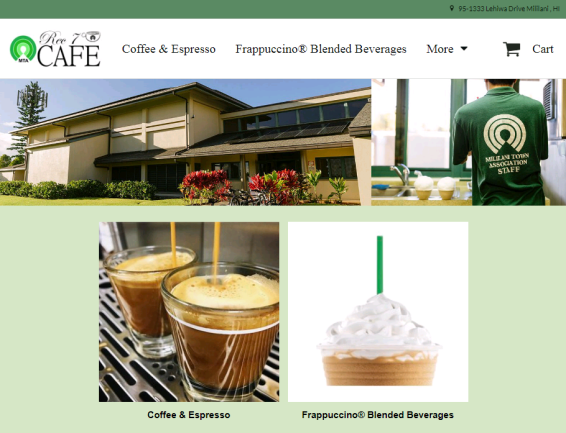 95-1333 Lehiwa Drive Mililani , HI
Rec 7
CAFE
MTA
Coffee & Espresso
Frappuccino® Blended Beverages
More
Cart
MILILANI TOWN
ASSOCIATION
STAFF
Coffee & Espresso
Frappuccino® Blended Beverages